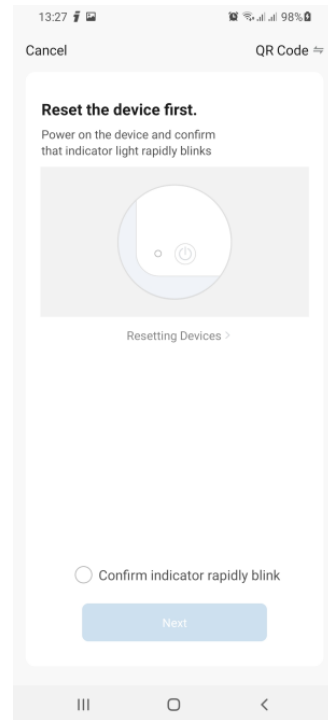 13:27 98%
Cancel QR Code
Reset the device first.
Power on the device and confirm
that indicator light rapidly blinks
Resetting Devices >
Confirm indicator rapidly blink
Next